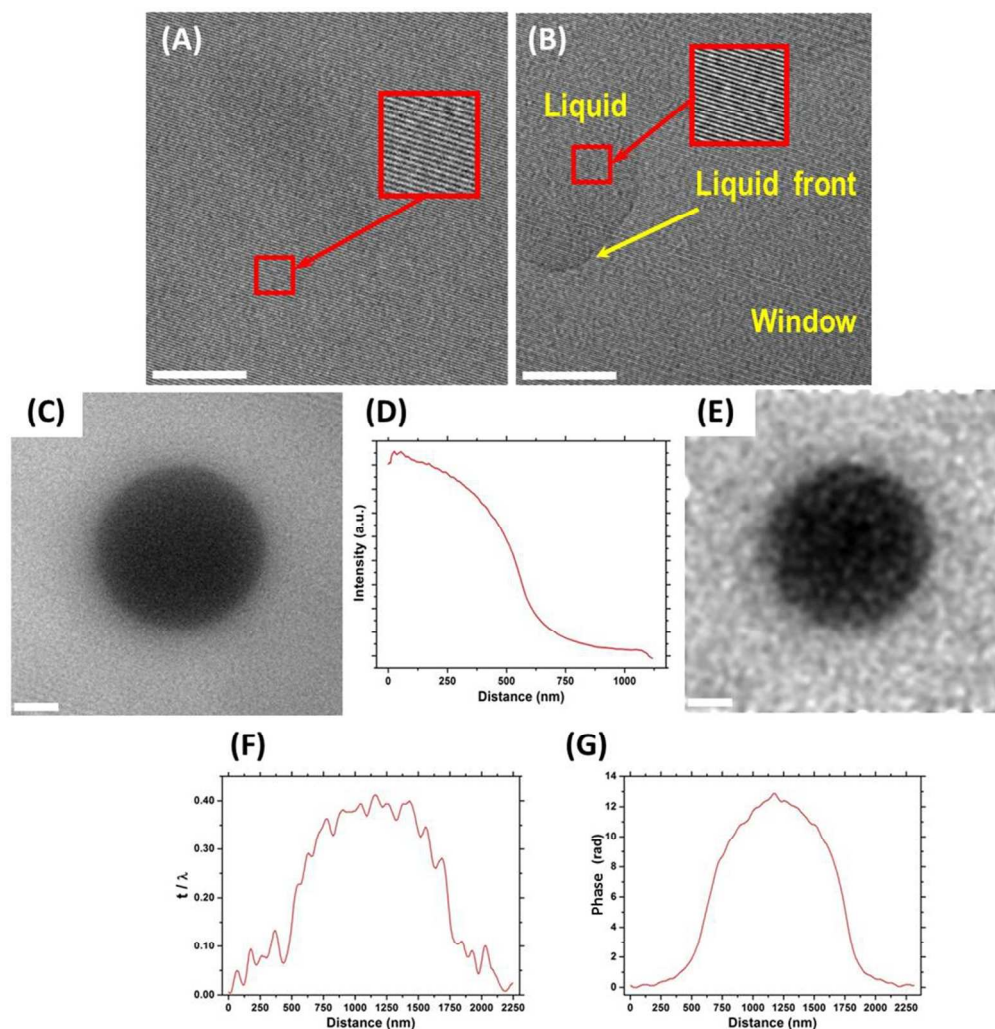 (A)
(B)
Liquid
Liquid front
Window
(C)
(D)
(E)
Intensity (a.u.)
0 250 500 750 1000
Distance (nm)
(F)
(G)
t / λ
0.40
0.30
0.20
0.10
0.00
0 250 500 750 1000 1250 1500 1750 2000 2250
Distance (nm)
Phase (rad)
14
12
10
8
6
4
2
0
0 250 500 750 1000 1250 1500 1750 2000 2250
Distance (nm)